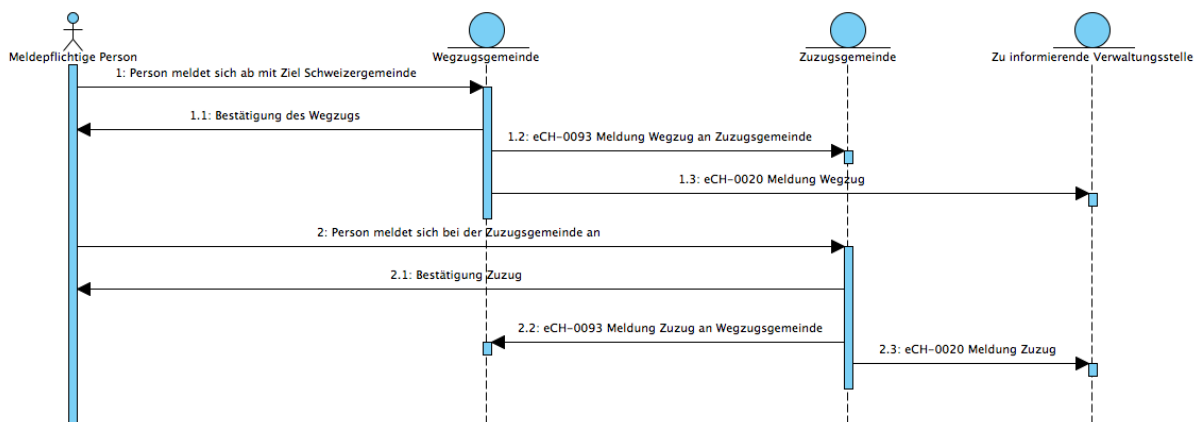 Meldepflichtige Person
Wegzugsgemeinde
Zuzugsgemeinde
Zu informierende Verwaltungsstelle
1: Person meldet sich ab mit Ziel Schweizergemeinde
1.1: Bestätigung des Wegzugs
1.2: eCH-0093 Meldung Wegzug an Zuzugsgemeinde
1.3: eCH-0020 Meldung Wegzug
2: Person meldet sich bei der Zuzugsgemeinde an
2.1: Bestätigung Zuzug
2.2: eCH-0093 Meldung Zuzug an Wegzugsgemeinde
2.3: eCH-0020 Meldung Zuzug